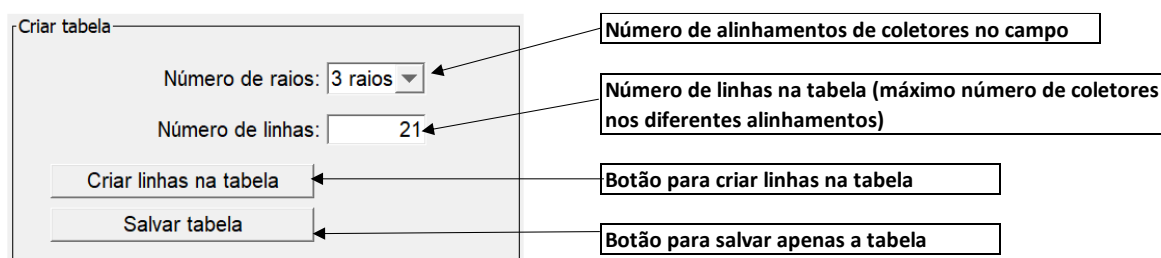 Criar tabela
Número de alinhamentos de coletores no campo
Número de raios: 3 raios
Número de linhas na tabela (máximo número de coletores
nos diferentes alinhamentos)
Número de linhas: 21
Criar linhas na tabela
Botão para criar linhas na tabela
Salvar tabela
Botão para salvar apenas a tabela